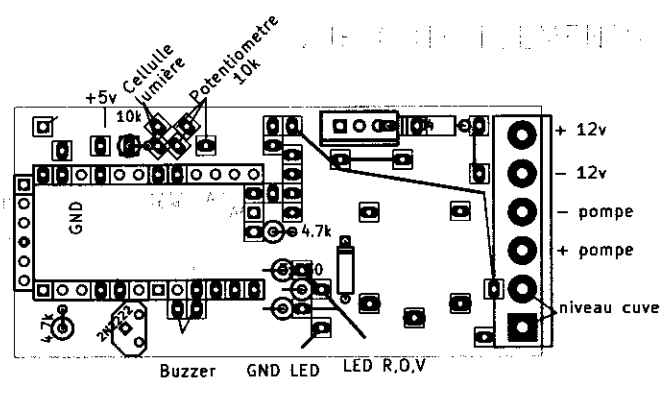 Cellulle
lumière
Potentiometre
10k
+5v
10k
+ 12v
- 12v
GND
- pompe
4.7k
+ pompe
niveau cuve
4.7k
2N2222
Buzzer
GND LED
LED R,O,V